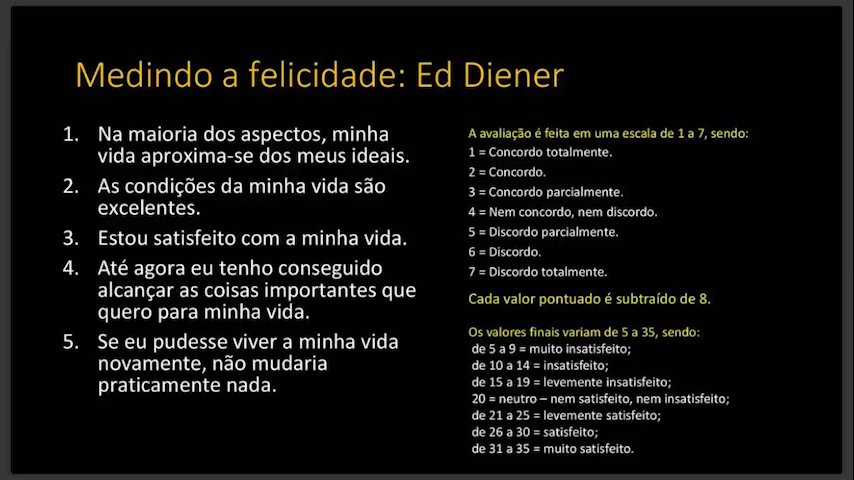 Medindo a felicidade: Ed Diener
1. Na maioria dos aspectos, minha
vida aproxima-se dos meus ideais.
2. As condições da minha vida são
excelentes.
3. Estou satisfeito com a minha vida.
4. Até agora eu tenho conseguido
alcançar as coisas importantes que
quero para minha vida.
5. Se eu pudesse viver a minha vida
novamente, não mudaria
praticamente nada.
A avaliação é feita em uma escala de 1 a 7, sendo:
1 = Concordo totalmente.
2 = Concordo.
3 = Concordo parcialmente.
4 = Nem concordo, nem discordo.
5 = Discordo parcialmente.
6 = Discordo.
7 = Discordo totalmente.
Cada valor pontuado é subtraído de 8.
Os valores finais variam de 5 a 35, sendo:
de 5 a 9 = muito insatisfeito;
de 10 a 14 = insatisfeito;
de 15 a 19 = levemente insatisfeito;
20 = neutro – nem satisfeito, nem insatisfeito;
de 21 a 25 = levemente satisfeito;
de 26 a 30 = satisfeito;
de 31 a 35 = muito satisfeito.